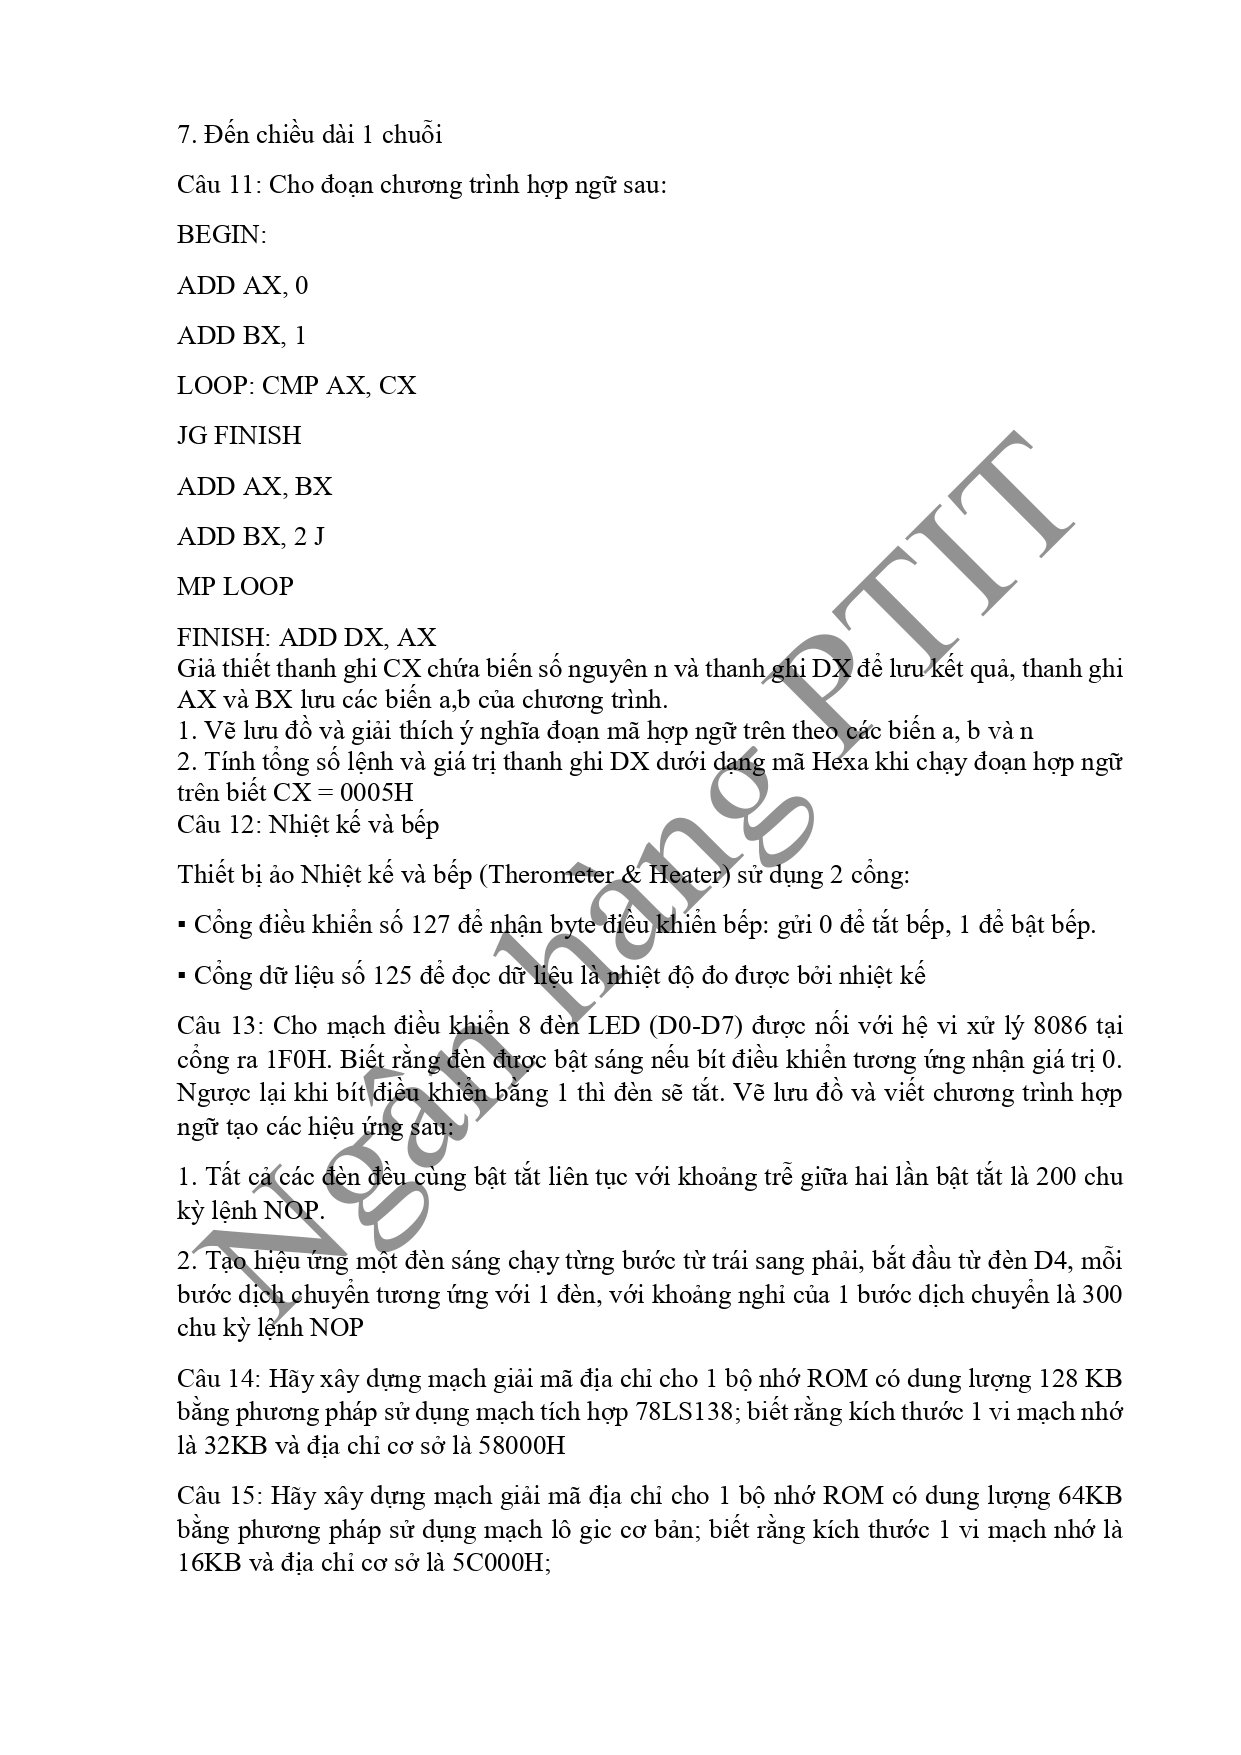 7. Đến chiều dài 1 chuỗi
Câu 11: Cho đoạn chương trình hợp ngữ sau:
BEGIN:
ADD AX, 0
ADD BX, 1
LOOP: CMP AX, CX
JG FINISH
ADD AX, BX
ADD BX, 2 J
MP LOOP
FINISH: ADD DX, AX
Giả thiết thanh ghi CX chứa biến số nguyên n và thanh ghi DX để lưu kết quả, thanh ghi
AX và BX lưu các biến a,b của chương trình.
1. Vẽ lưu đồ và giải thích ý nghĩa đoạn mã hợp ngữ trên theo các biến a, b và n
2. Tính tổng số lệnh và giá trị thanh ghi DX dưới dạng mã Hexa khi chạy đoạn hợp ngữ
trên biết CX = 0005H
Câu 12: Nhiệt kế và bếp
Thiết bị ảo Nhiệt kế và bếp (Therometer & Heater) sử dụng 2 cổng:
▪ Cổng điều khiển số 127 để nhận byte điều khiển bếp: gửi 0 để tắt bếp, 1 để bật bếp.
▪ Cổng dữ liệu số 125 để đọc dữ liệu là nhiệt độ đo được bởi nhiệt kế
Câu 13: Cho mạch điều khiển 8 đèn LED (D0-D7) được nối với hệ vi xử lý 8086 tại
cổng ra 1F0H. Biết rằng đèn được bật sáng nếu bít điều khiển tương ứng nhận giá trị 0.
Ngược lại khi bít điều khiển bằng 1 thì đèn sẽ tắt. Vẽ lưu đồ và viết chương trình hợp
ngữ tạo các hiệu ứng sau:
1. Tất cả các đèn đều cùng bật tắt liên tục với khoảng trễ giữa hai lần bật tắt là 200 chu
kỳ lệnh NOP.
2. Tạo hiệu ứng một đèn sáng chạy từng bước từ trái sang phải, bắt đầu từ đèn D4, mỗi
bước dịch chuyển tương ứng với 1 đèn, với khoảng nghỉ của 1 bước dịch chuyển là 300
chu kỳ lệnh NOP
Câu 14: Hãy xây dựng mạch giải mã địa chỉ cho 1 bộ nhớ ROM có dung lượng 128 KB
bằng phương pháp sử dụng mạch tích hợp 78LS138; biết rằng kích thước 1 vi mạch nhớ
là 32KB và địa chỉ cơ sở là 58000H
Câu 15: Hãy xây dựng mạch giải mã địa chỉ cho 1 bộ nhớ ROM có dung lượng 64KB
bằng phương pháp sử dụng mạch lô gic cơ bản; biết rằng kích thước 1 vi mạch nhớ là
16KB và địa chỉ cơ sở là 5C000H;
Ngân hàng PTIT